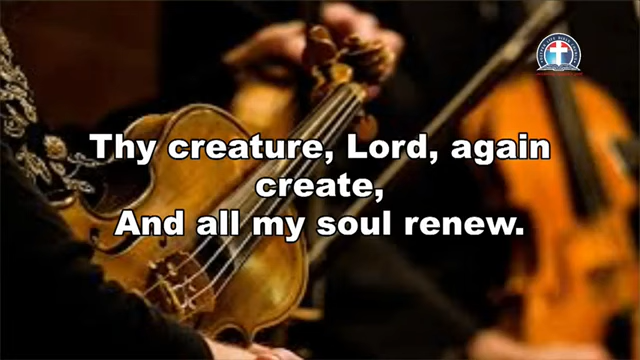 Thy creature, Lord, again
create,
And all my soul renew.